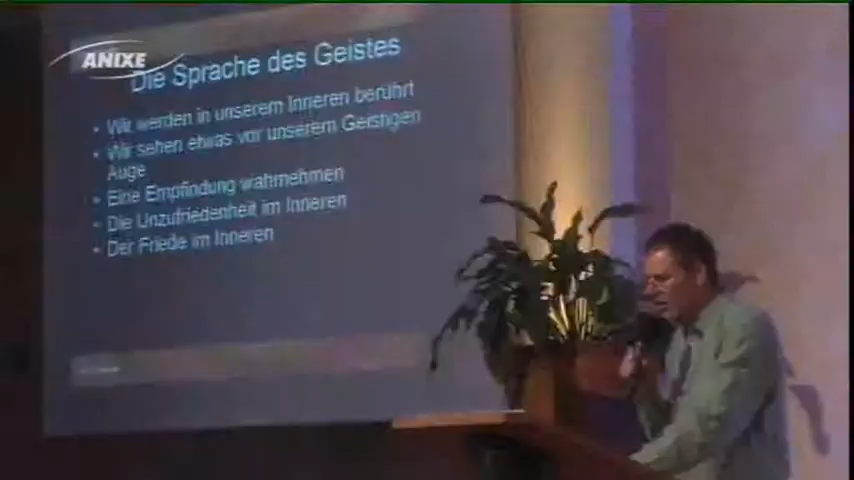 ANIXE
Die Sprache des Geistes
• Wir werden in unserem Inneren berührt
• Wir sehen etwas vor unserem Geistigen
Auge
• Eine Empfindung wahrnehmen
• Die Unzufriedenheit im Inneren
• Der Friede im Inneren